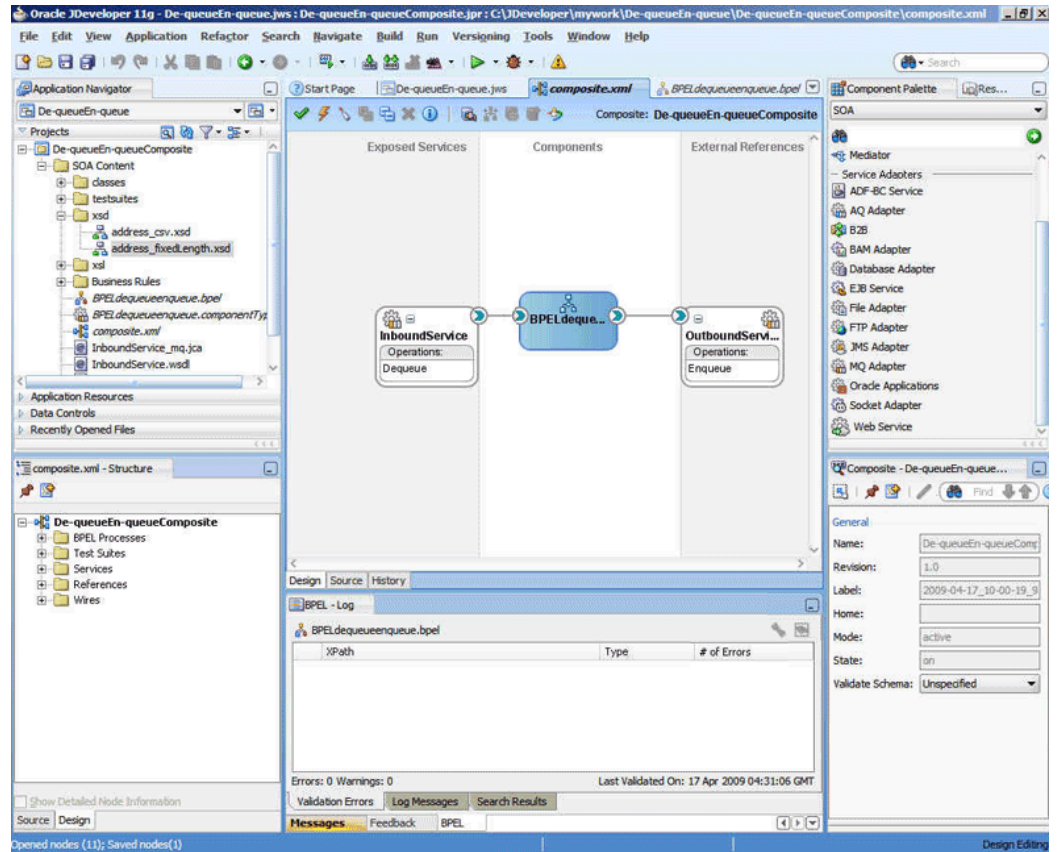 Oracle JDeveloper 11g - De-queueEn-queue.jws : De-queueEn-queueComposite.jpr : C:\JDeveloper\mywork\De-queueEn-queue\De-queueEn-queueComposite\composite.xml
File Edit View Application Refactor Search Navigate Build Run Versioning Tools Window Help
Search
Application Navigator
De-queueEn-queue
Projects
De-queueEn-queueComposite
SOA Content
classes
testsuites
xsd
address_csv.xsd
address_fixedLength.xsd
xsl
Business Rules
BPELdequeueenqueue.bpel
BPELdequeueenqueue.componentTyp
composite.xml
InboundService_mq.jca
InboundService.wsdl
Application Resources
Data Controls
Recently Opened Files
composite.xml - Structure
De-queueEn-queueComposite
BPEL Processes
Test Suites
Services
References
Wires
Show Detailed Node Information
Source Design
Start Page De-queueEn-queue.jws composite.xml BPELdequeueenqueue.bpel
Composite: De-queueEn-queueComposite
Exposed Services Components External References
InboundService
Operations:
Dequeue
BPELdeque...
OutboundServi...
Operations:
Enqueue
Design Source History
BPEL - Log
BPELdequeueenqueue.bpel
XPath Type # of Errors
Errors: 0 Warnings: 0 Last Validated On: 17 Apr 2009 04:31:06 GMT
Validation Errors Log Messages Search Results
Messages Feedback BPEL
Component Palette Res...
SOA
Mediator
Service Adapters
ADF-BC Service
AQ Adapter
B2B
BAM Adapter
Database Adapter
EJB Service
File Adapter
FTP Adapter
JMS Adapter
MQ Adapter
Oracle Applications
Socket Adapter
Web Service
Composite - De-queueEn-queue...
Find
General
Name: De-queueEn-queueComp
Revision: 1.0
Label: 2009-04-17_10-00-19_9
Home:
Mode: active
State: on
Validate Schema: Unspecified
Opened nodes (11); Saved nodes(1) Design Editing